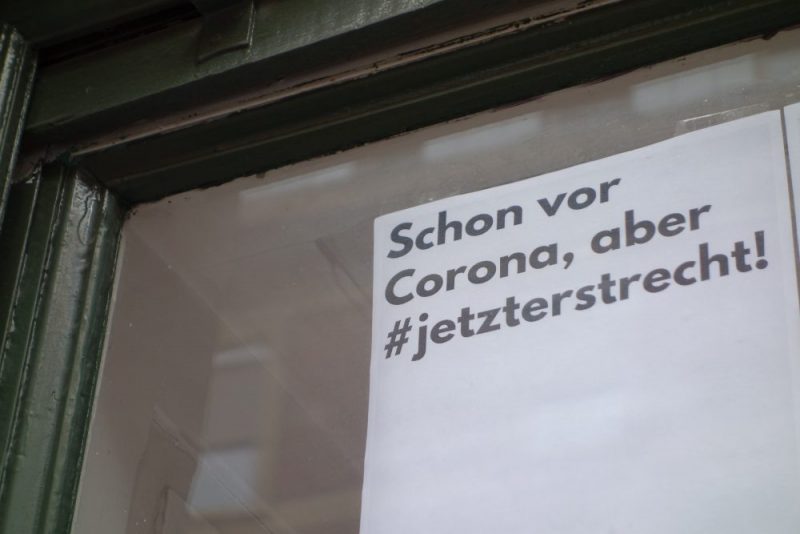 Schon vor
Corona, aber
#jetzterstrecht!